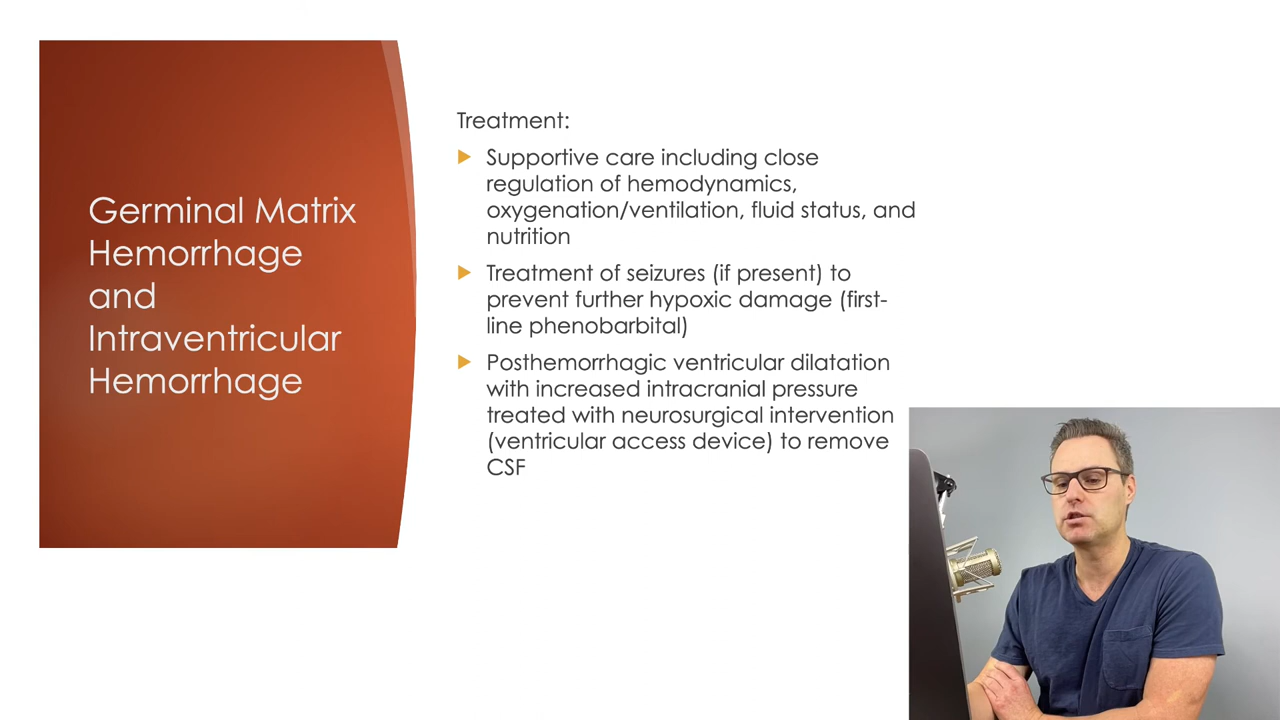 Germinal Matrix
Hemorrhage
and
Intraventricular
Hemorrhage
Treatment:
Supportive care including close
regulation of hemodynamics,
oxygenation/ventilation, fluid status, and
nutrition
Treatment of seizures (if present) to
prevent further hypoxic damage (first-
line phenobarbital)
Posthemorrhagic ventricular dilatation
with increased intracranial pressure
treated with neurosurgical intervention
(ventricular access device) to remove
CSF